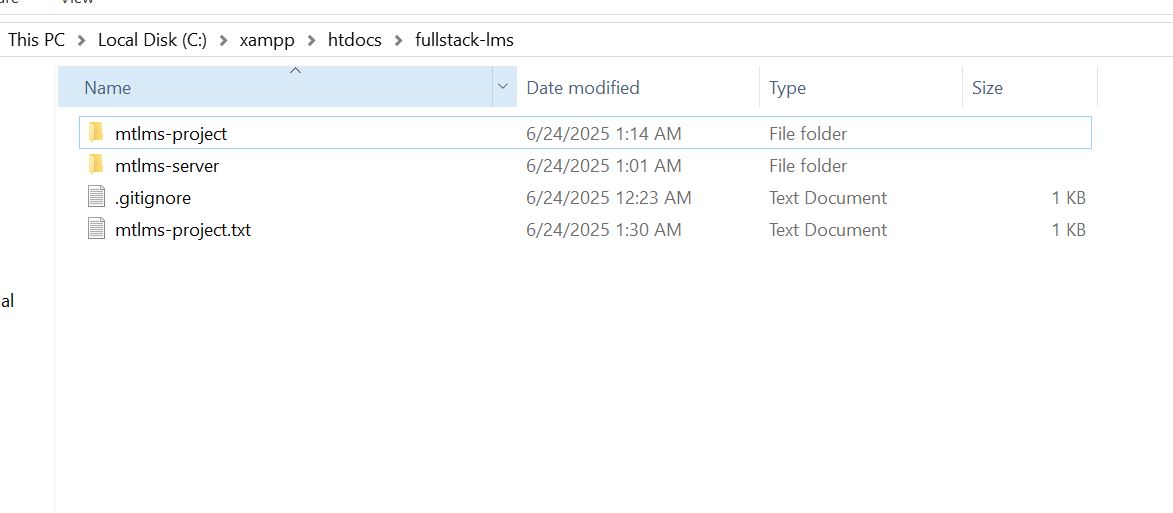 View
This PC > Local Disk (C:) > xampp > htdocs > fullstack-lms
Name Date modified Type Size
mtlms-project 6/24/2025 1:14 AM File folder
mtlms-server 6/24/2025 1:01 AM File folder
.gitignore 6/24/2025 12:23 AM Text Document 1 KB
mtlms-project.txt 6/24/2025 1:30 AM Text Document 1 KB
al